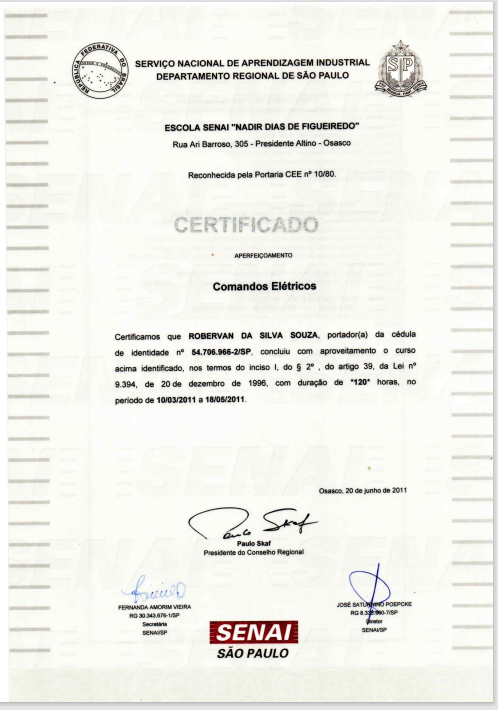 REPÚBLICA FEDERATIVA DO BRASIL
SERVIÇO NACIONAL DE APRENDIZAGEM INDUSTRIAL
DEPARTAMENTO REGIONAL DE SÃO PAULO
SP
ESCOLA SENAI "NADIR DIAS DE FIGUEIREDO"
Rua Ari Barroso, 305 - Presidente Altino - Osasco
Reconhecida pela Portaria CEE nº 10/80.
CERTIFICADO
APERFEIÇOAMENTO
Comandos Elétricos
Certificamos que ROBERVAN DA SILVA SOUZA, portador(a) da cédula
de identidade nº 54.706.966-2/SP, concluiu com aproveitamento o curso
acima identificado, nos termos do inciso I, do § 2º , do artigo 39, da Lei nº
9.394, de 20 de dezembro de 1996, com duração de *120* horas, no
período de 10/03/2011 a 18/05/2011.
Osasco, 20 de junho de 2011
Paulo Skaf
Paulo Skaf
Presidente do Conselho Regional
FERNANDA AMORIM VIEIRA
RG 30.343.676-1/SP
Secretária
SENAI/SP
JOSÉ SATURNINO POEPCKE
Diretor
SENAI/SP
SENAI
SÃO PAULO